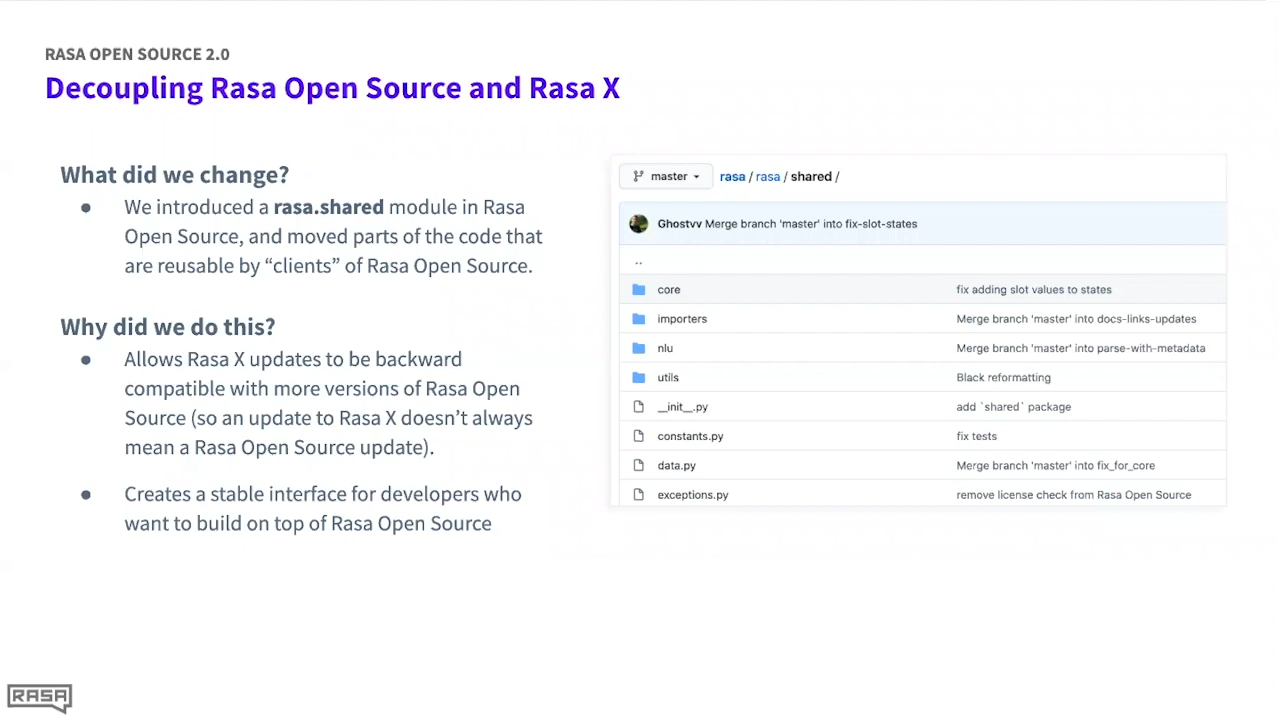 RASA OPEN SOURCE 2.0
Decoupling Rasa Open Source and Rasa X
What did we change?
● We introduced a rasa.shared module in Rasa
Open Source, and moved parts of the code that
are reusable by “clients” of Rasa Open Source.
Why did we do this?
● Allows Rasa X updates to be backward
compatible with more versions of Rasa Open
Source (so an update to Rasa X doesn’t always
mean a Rasa Open Source update).
● Creates a stable interface for developers who
want to build on top of Rasa Open Source
master rasa / rasa / shared /
Ghostvv Merge branch 'master' into fix-slot-states
..
core fix adding slot values to states
importers Merge branch 'master' into docs-links-updates
nlu Merge branch 'master' into parse-with-metadata
utils Black reformatting
__init__.py add `shared` package
constants.py fix tests
data.py Merge branch 'master' into fix_for_core
exceptions.py remove license check from Rasa Open Source
RASA